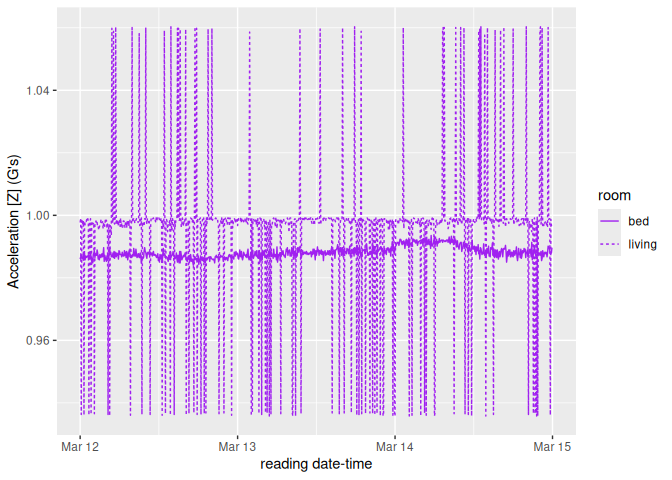 1.04
1.00
0.96
Acceleration [Z] (G's)
Mar 12
Mar 13
Mar 14
Mar 15
reading date-time
room
bed
living